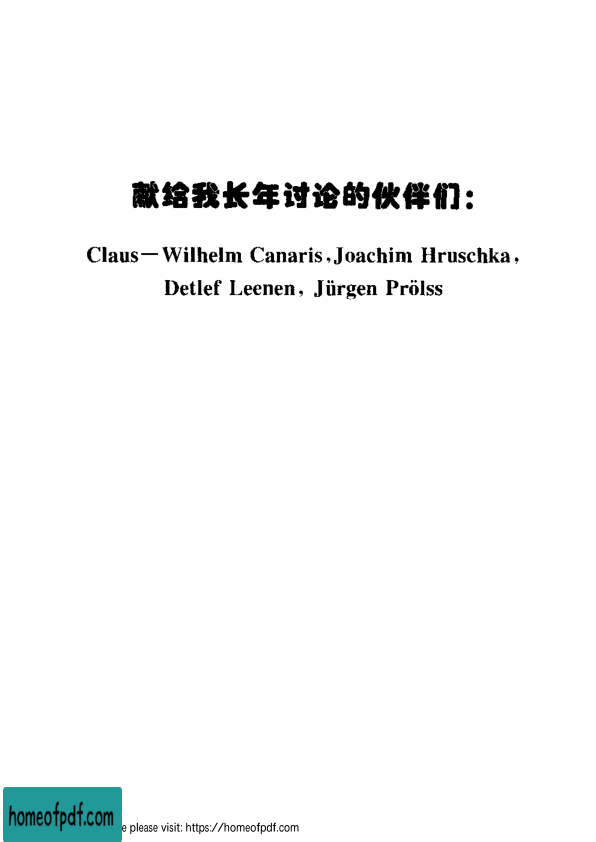 献给我长年讨论的伙伴们：
Claus—Wilhelm Canaris,Joachim Hruschka,
Detlef Leenen, Jürgen Prölss
homeofpdf.com
e please visit: https://homeofpdf.com